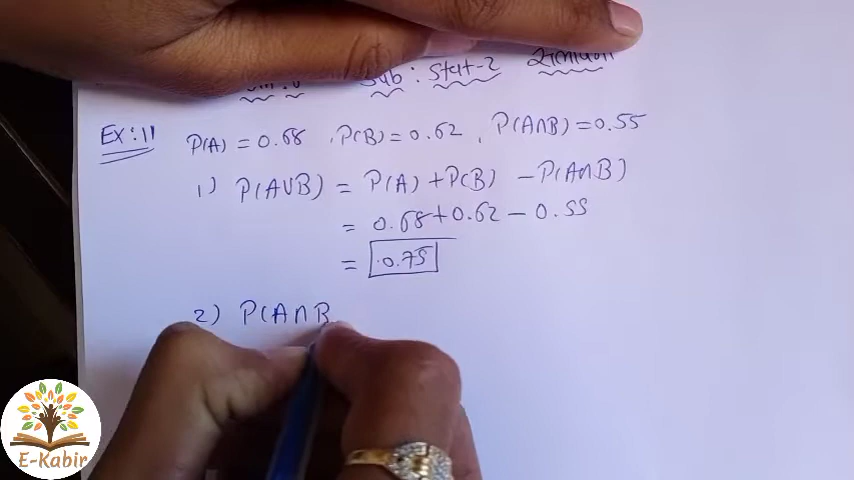 Sub : Stat-2
Ex:11 P(A) = 0.68 , P(B) = 0.62 , P(A∩B) = 0.55
1) P(A∪B) = P(A) + P(B) - P(A∩B)
= 0.68 + 0.62 - 0.55
= 0.75
2) P(A∩B
E-Kabir